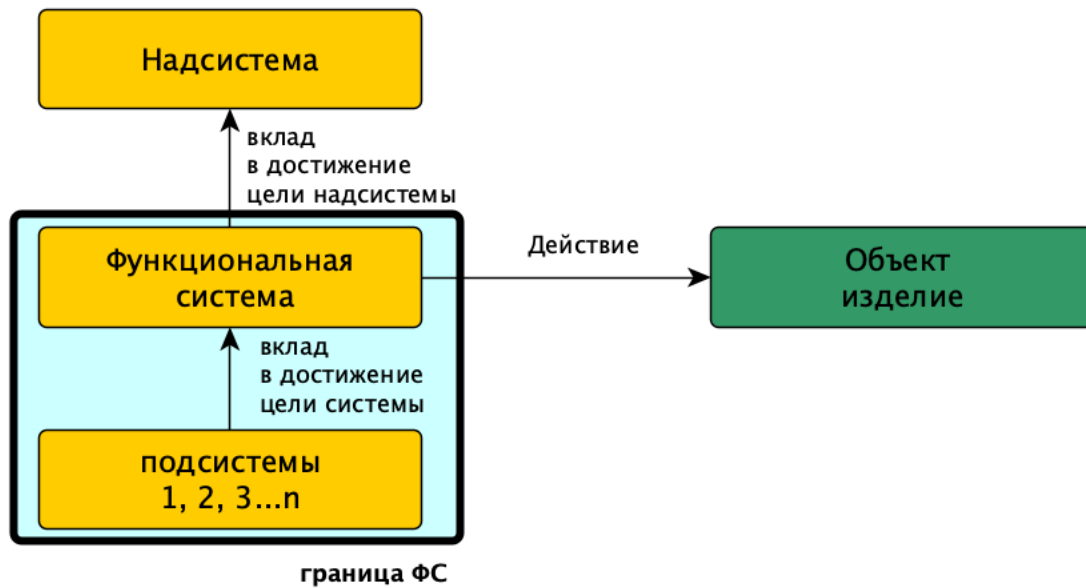 Надсистема
вклад
в достижение
цели надсистемы
Функциональная
система
Действие
Объект
изделие
вклад
в достижение
цели системы
подсистемы
1, 2, 3...n
граница ФС